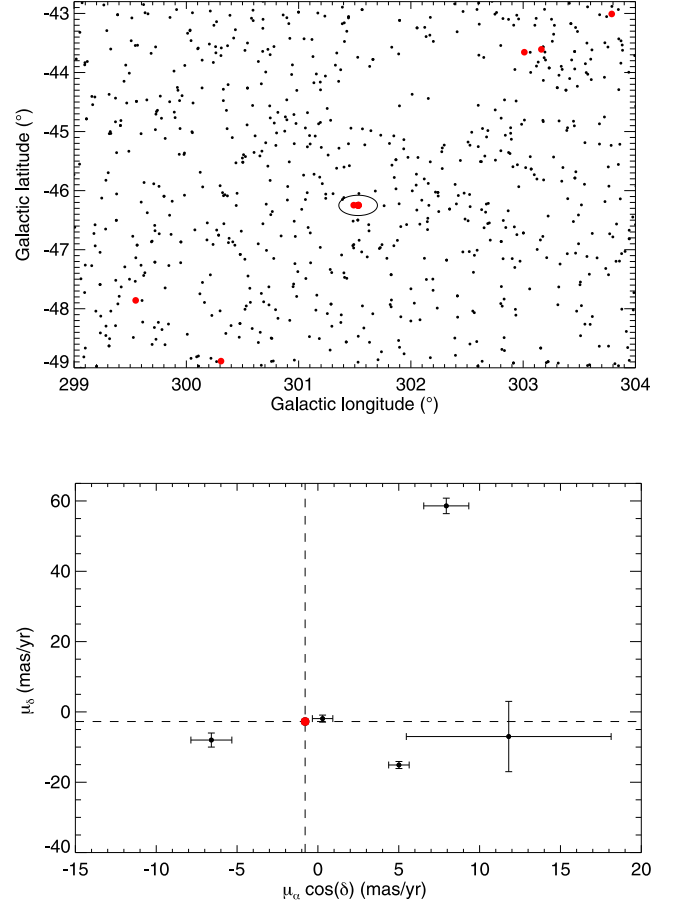 -43
-44
-45
-46
-47
-48
-49
Galactic latitude (°)
299 300 301 302 303 304
Galactic longitude (°)
60
40
20
0
-20
-40
μδ (mas/yr)
-15 -10 -5 0 5 10 15 20
μα cos(δ) (mas/yr)